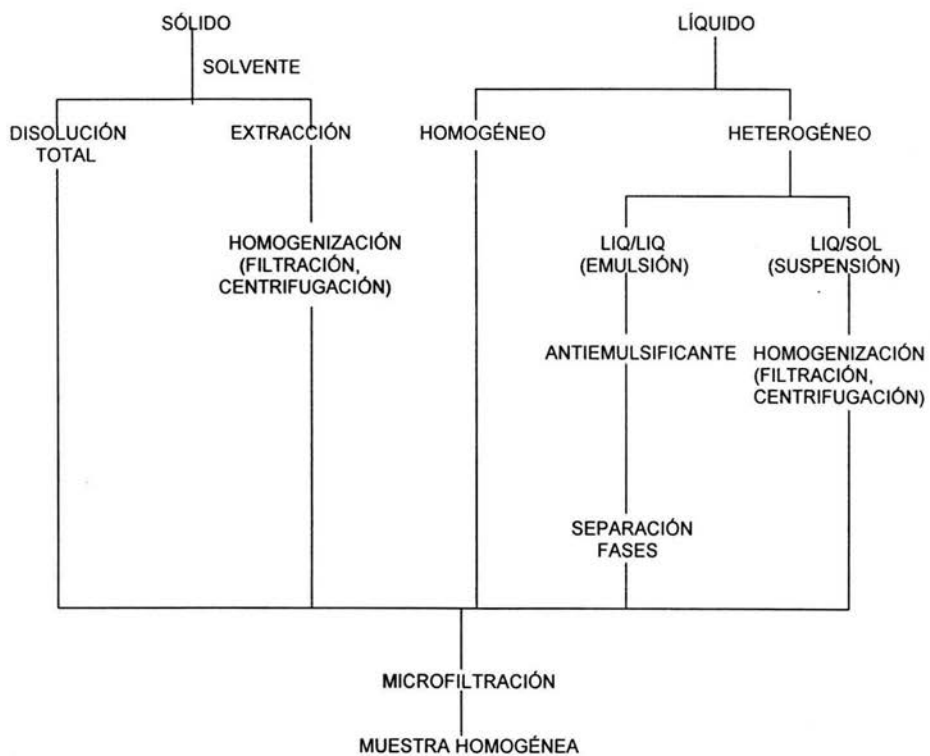 SÓLIDO
LÍQUIDO
SOLVENTE
DISOLUCIÓN
TOTAL
EXTRACCIÓN
HOMOGÉNEO
HETEROGÉNEO
HOMOGENIZACIÓN
(FILTRACIÓN,
CENTRIFUGACIÓN)
LIQ/LIQ
(EMULSIÓN)
LIQ/SOL
(SUSPENSIÓN)
ANTIEMULSIFICANTE
HOMOGENIZACIÓN
(FILTRACIÓN,
CENTRIFUGACIÓN)
SEPARACIÓN
FASES
MICROFILTRACIÓN
MUESTRA HOMOGÉNEA